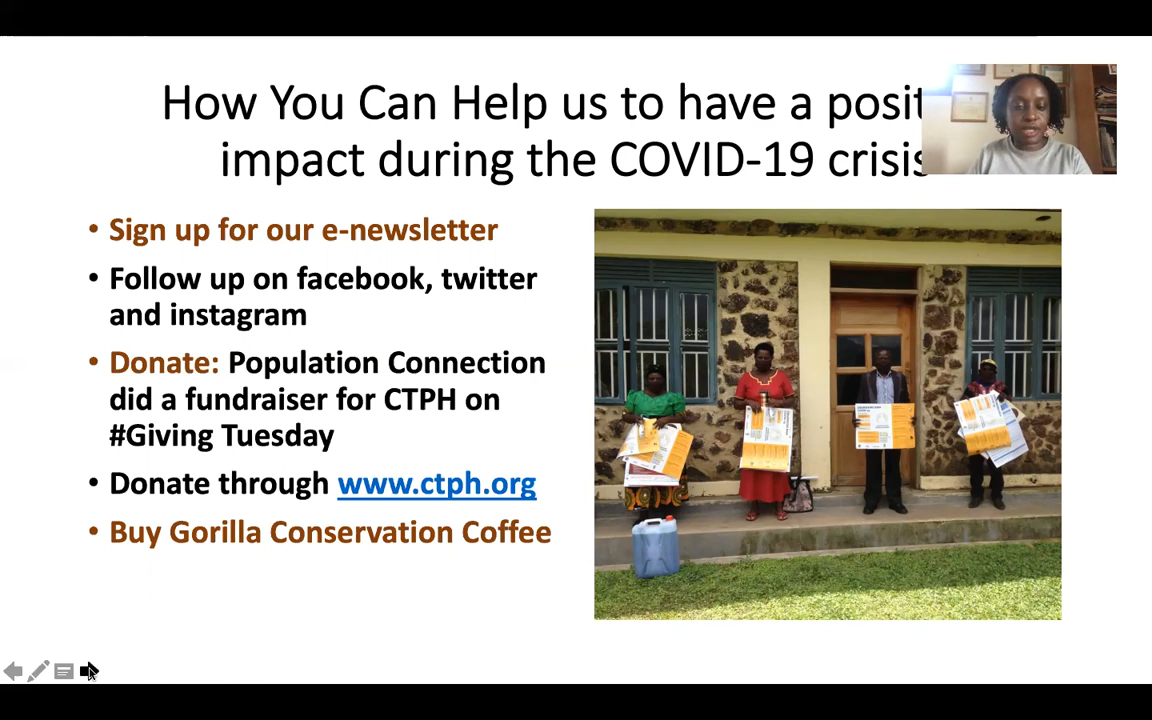 How You Can Help us to have a posit
impact during the COVID-19 crisis
• Sign up for our e-newsletter
• Follow up on facebook, twitter
and instagram
• Donate: Population Connection
did a fundraiser for CTPH on
#Giving Tuesday
• Donate through www.ctph.org
• Buy Gorilla Conservation Coffee